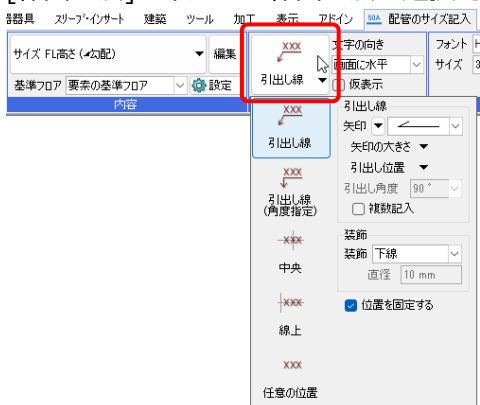 器器具 スリーブ・インサート 建築 ツール 加工 表示 アドイン 50A 配管のサイズ記入
サイズ FL高さ (⊿勾配) 編集
基準フロア 要素の基準フロア 設定
内容
xxx
引出し線
文字の向き
画面に水平
仮表示
フォント H
サイズ 3
xxx
引出し線
xxx
引出し線
(角度指定)
xxx
中央
xxx
線上
xxx
任意の位置
引出し線
矢印
矢印の大きさ
引出し位置
引出し角度 90°
複数記入
装飾
装飾 下線
直径 10 mm
位置を固定する